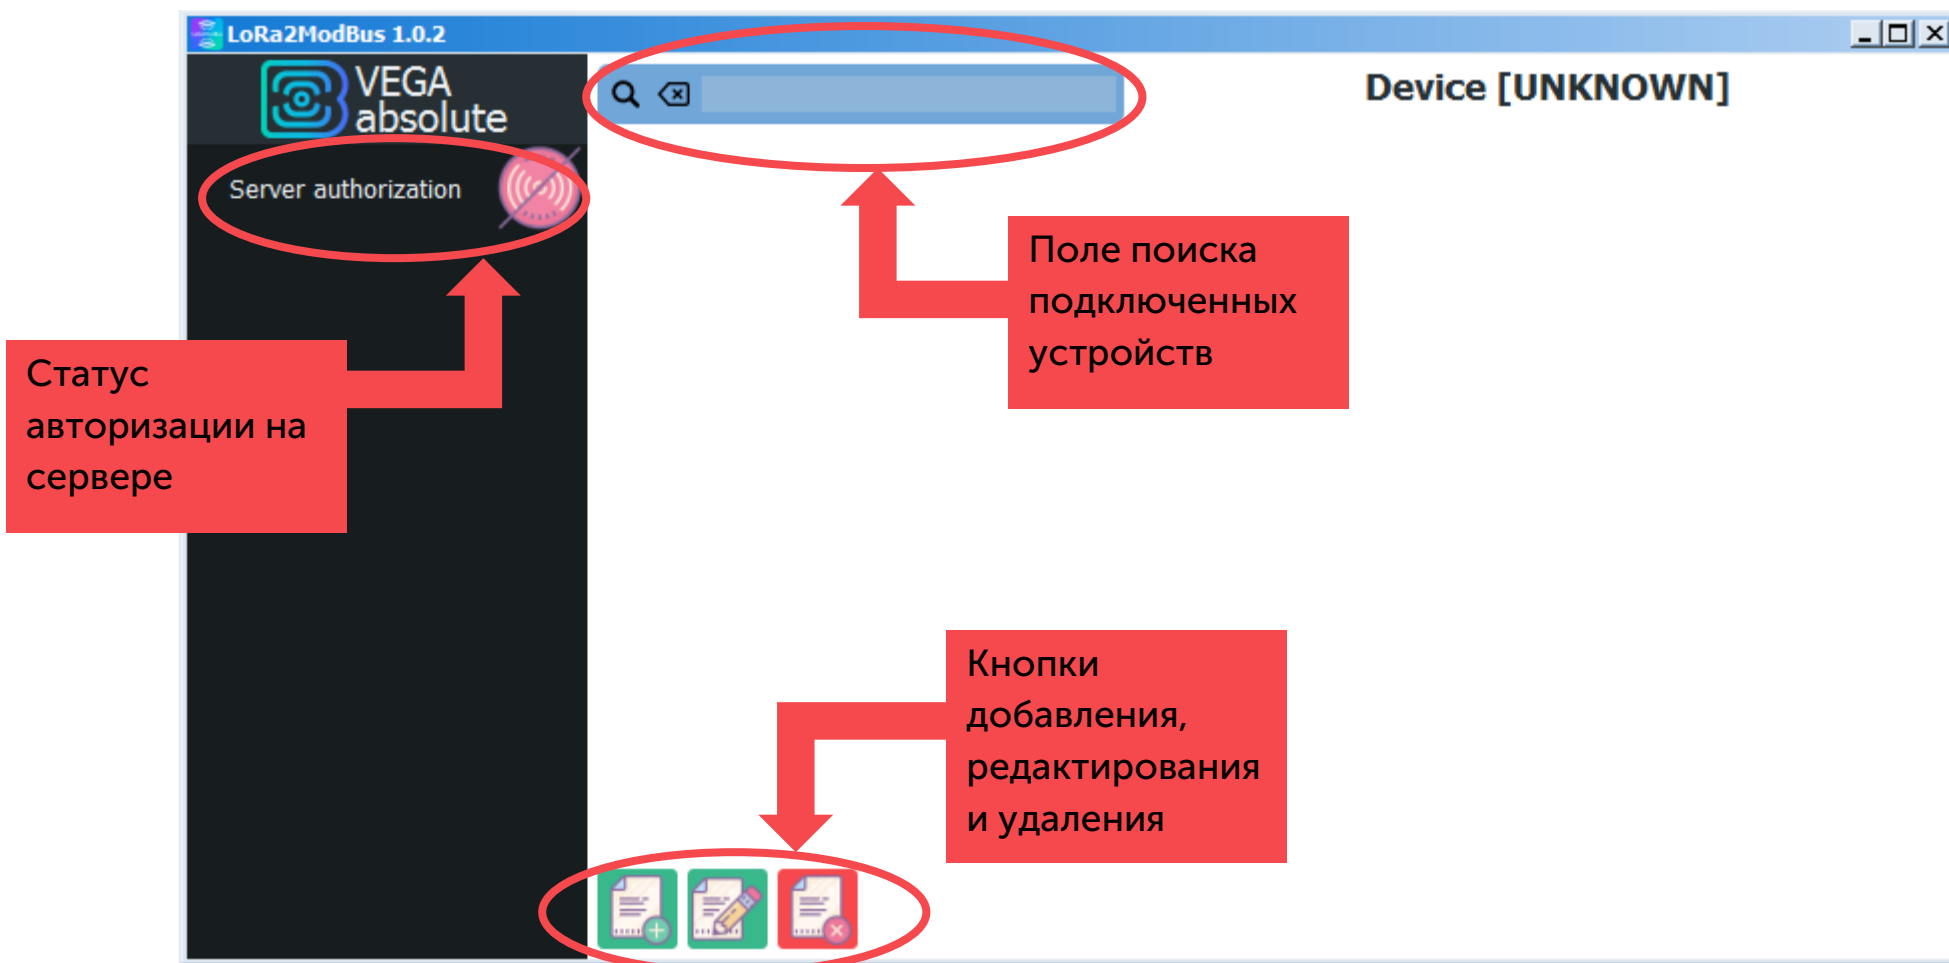 LoRa2ModBus 1.0.2
VEGA
absolute
Device [UNKNOWN]
Server authorization
Поле поиска
подключенных
устройств
Статус
авторизации на
сервере
Кнопки
добавления,
редактирования
и удаления